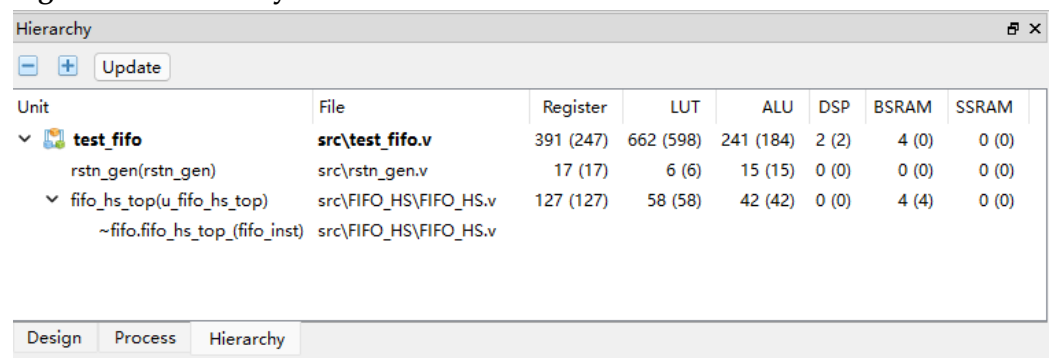 Hierarchy
Update
Unit File Register LUT ALU DSP BSRAM SSRAM
test_fifo src\test_fifo.v 391 (247) 662 (598) 241 (184) 2 (2) 4 (0) 0 (0)
rstn_gen(rstn_gen) src\rstn_gen.v 17 (17) 6 (6) 15 (15) 0 (0) 0 (0) 0 (0)
fifo_hs_top(u_fifo_hs_top) src\FIFO_HS\FIFO_HS.v 127 (127) 58 (58) 42 (42) 0 (0) 4 (4) 0 (0)
~fifo.fifo_hs_top_(fifo_inst) src\FIFO_HS\FIFO_HS.v
Design Process Hierarchy